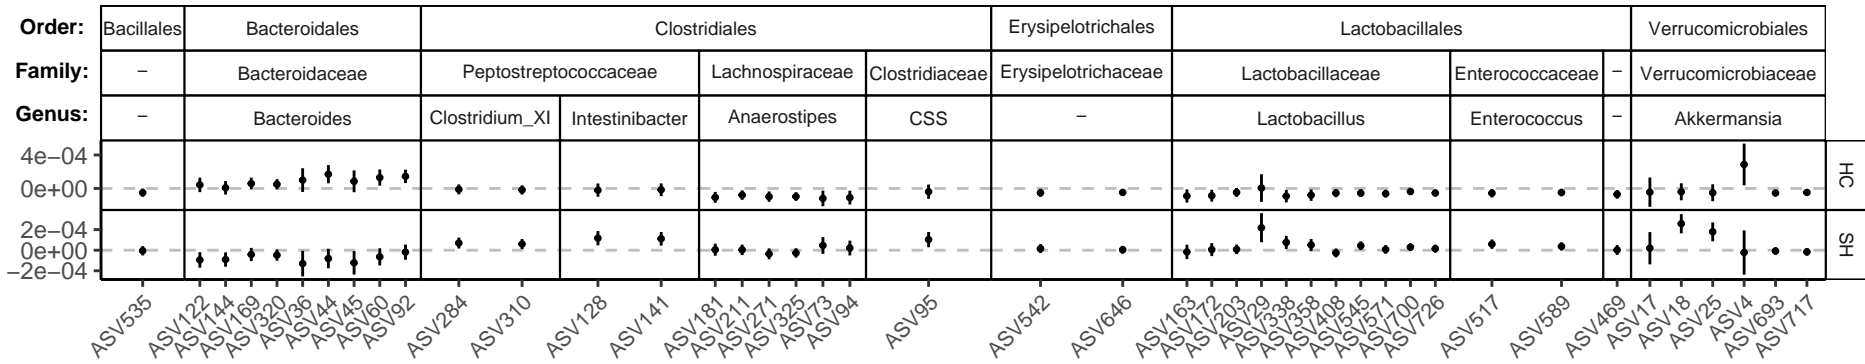 Order: Bacillales Bacteroidales Clostridiales Erysipelotrichales Lactobacillales Verrucomicrobiales
Family: – Bacteroidaceae Peptostreptococcaceae Lachnospiraceae Clostridiaceae Erysipelotrichaceae Lactobacillaceae Enterococcaceae – Verrucomicrobiaceae
Genus: – Bacteroides Clostridium_XI Intestinibacter Anaerostipes CSS – Lactobacillus Enterococcus – Akkermansia
4e−04
0e+00
HC
2e−04
0e+00
−2e−04
SH
ASV535 ASV122 ASV144 ASV169 ASV320 ASV36 ASV44 ASV45 ASV60 ASV92 ASV284 ASV310 ASV128 ASV141 ASV181 ASV211 ASV271 ASV325 ASV73 ASV94 ASV95 ASV542 ASV646 ASV163 ASV172 ASV203 ASV29 ASV338 ASV358 ASV408 ASV545 ASV571 ASV700 ASV726 ASV517 ASV589 ASV469 ASV17 ASV18 ASV25 ASV4 ASV693 ASV717